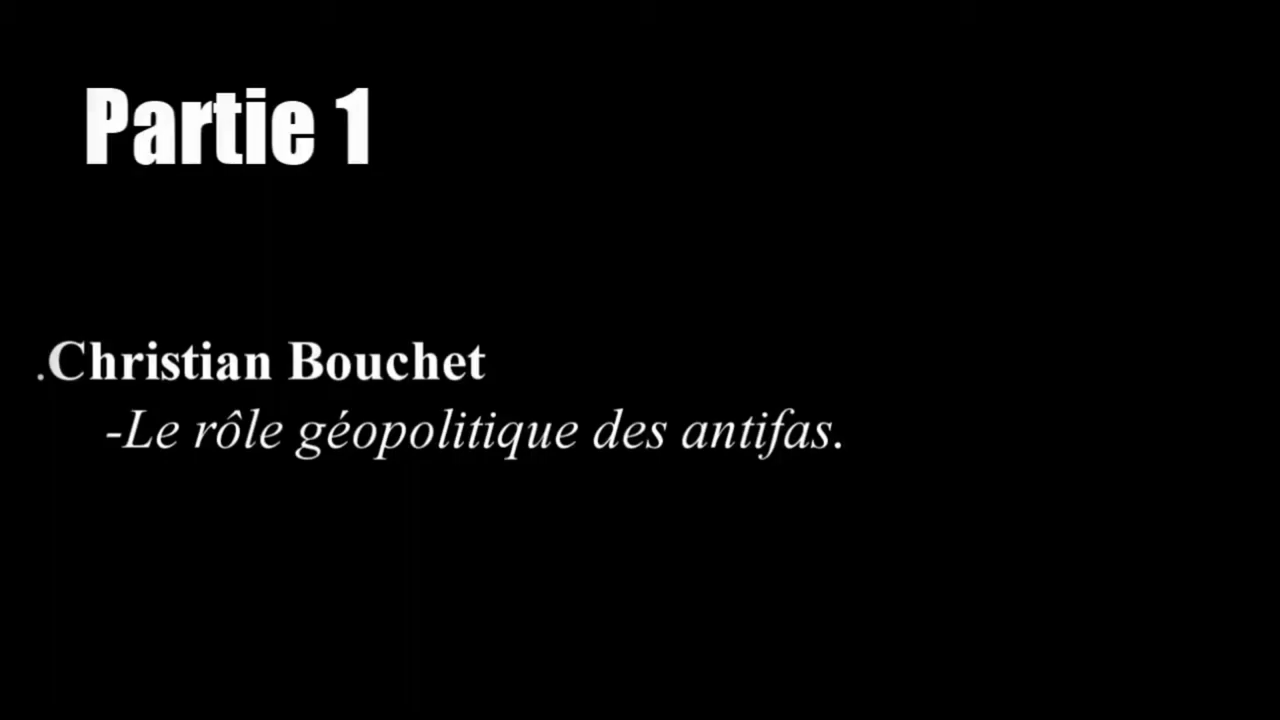 Partie 1
.Christian Bouchet
-Le rôle géopolitique des antifas.